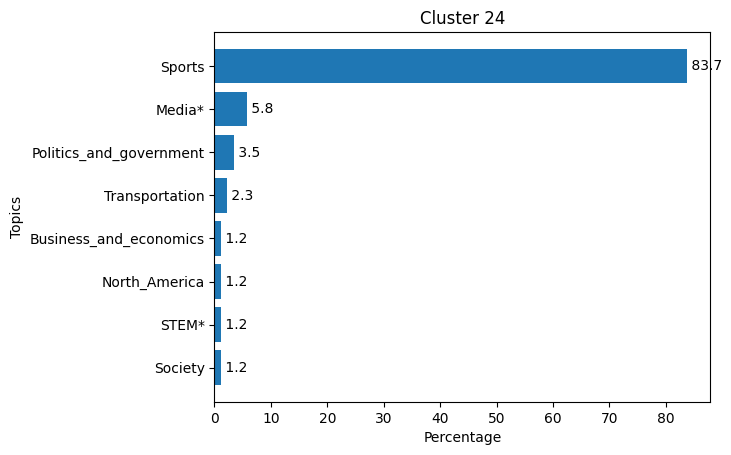 Cluster 24
Sports 83.7
Media* 5.8
Politics_and_government 3.5
Transportation 2.3
Business_and_economics 1.2
North_America 1.2
STEM* 1.2
Society 1.2
Topics
0 10 20 30 40 50 60 70 80
Percentage